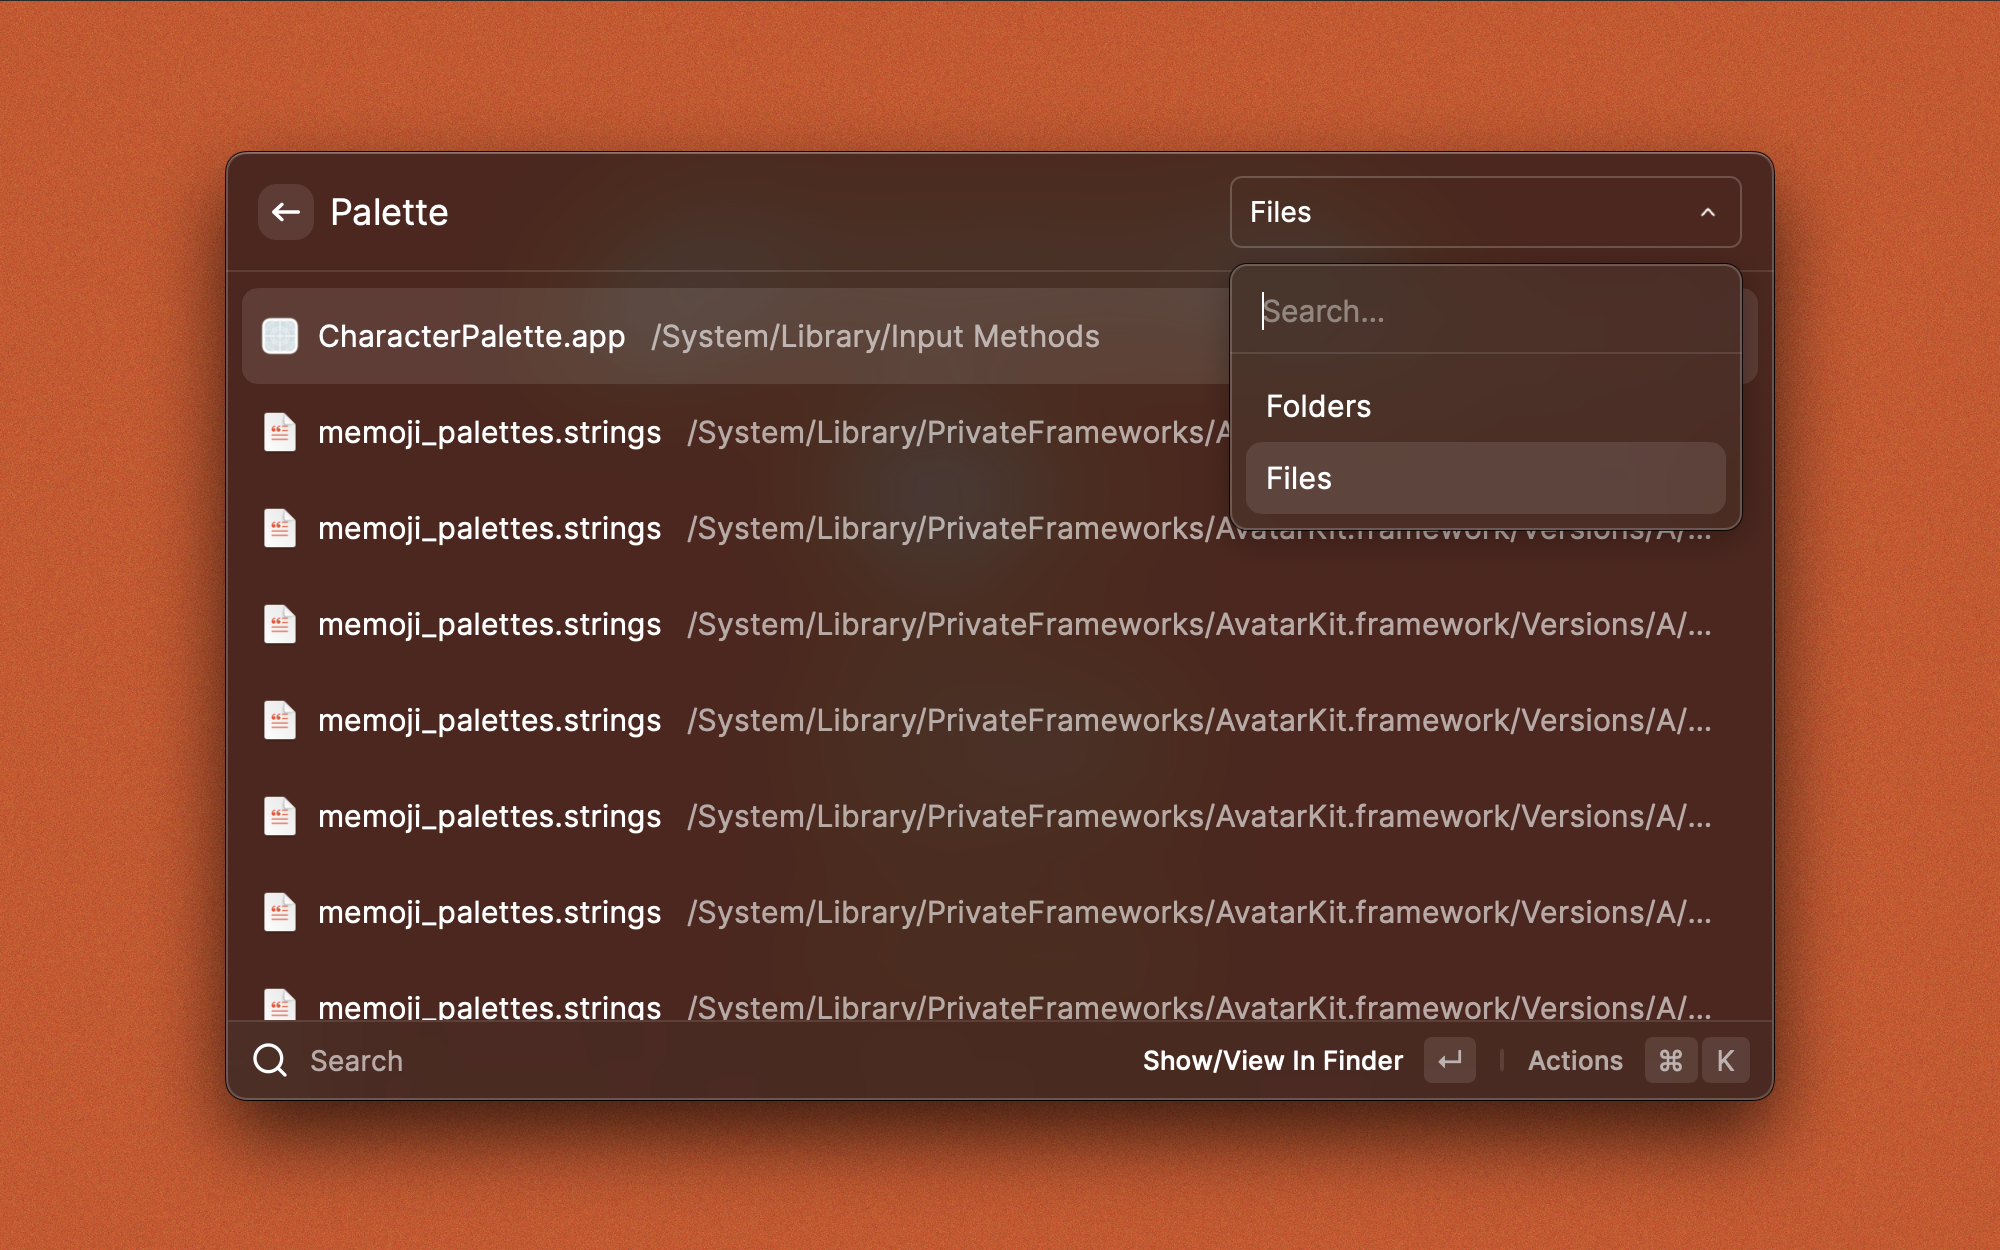 Palette
Files
Search...
Folders
Files
CharacterPalette.app /System/Library/Input Methods
memoji_palettes.strings /System/Library/PrivateFrameworks/A
memoji_palettes.strings /System/Library/PrivateFrameworks/AvatarKit.framework/Versions/A/...
memoji_palettes.strings /System/Library/PrivateFrameworks/AvatarKit.framework/Versions/A/...
memoji_palettes.strings /System/Library/PrivateFrameworks/AvatarKit.framework/Versions/A/...
memoji_palettes.strings /System/Library/PrivateFrameworks/AvatarKit.framework/Versions/A/...
memoji_palettes.strings /System/Library/PrivateFrameworks/AvatarKit.framework/Versions/A/...
memoji_palettes.strings /System/Library/PrivateFrameworks/AvatarKit.framework/Versions/A/...
Search Show/View In Finder ↵ | Actions ⌘ K